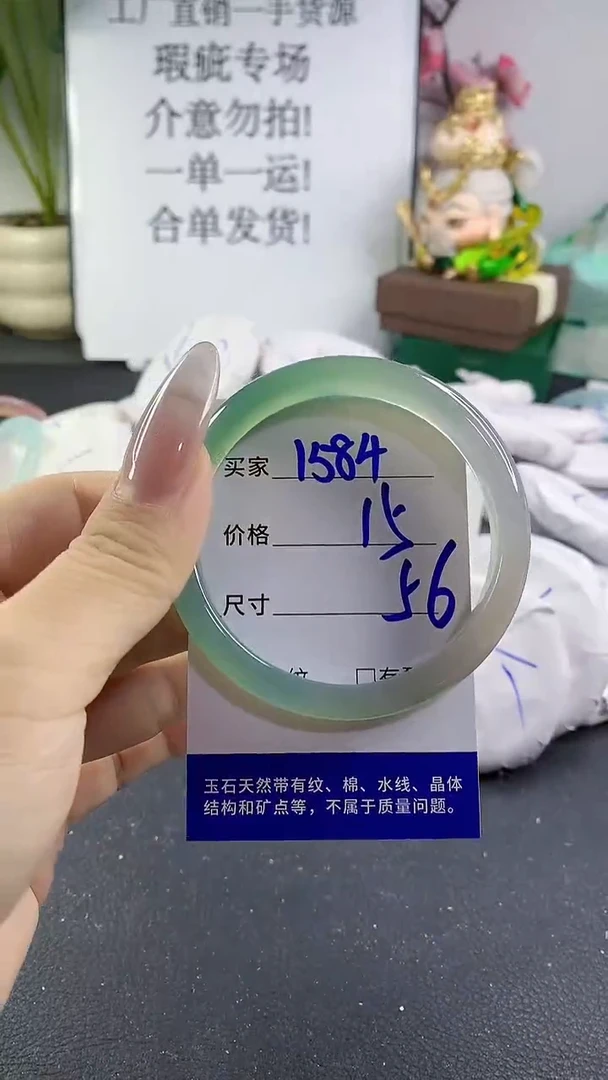 工厂直销一手货源
瑕疵专场
介意勿拍!
一单一运!
合单发货!
买家 1584
价格 15
尺寸 56
纹 口有
玉石天然带有纹、棉、水线、晶体
结构和矿点等，不属于质量问题。